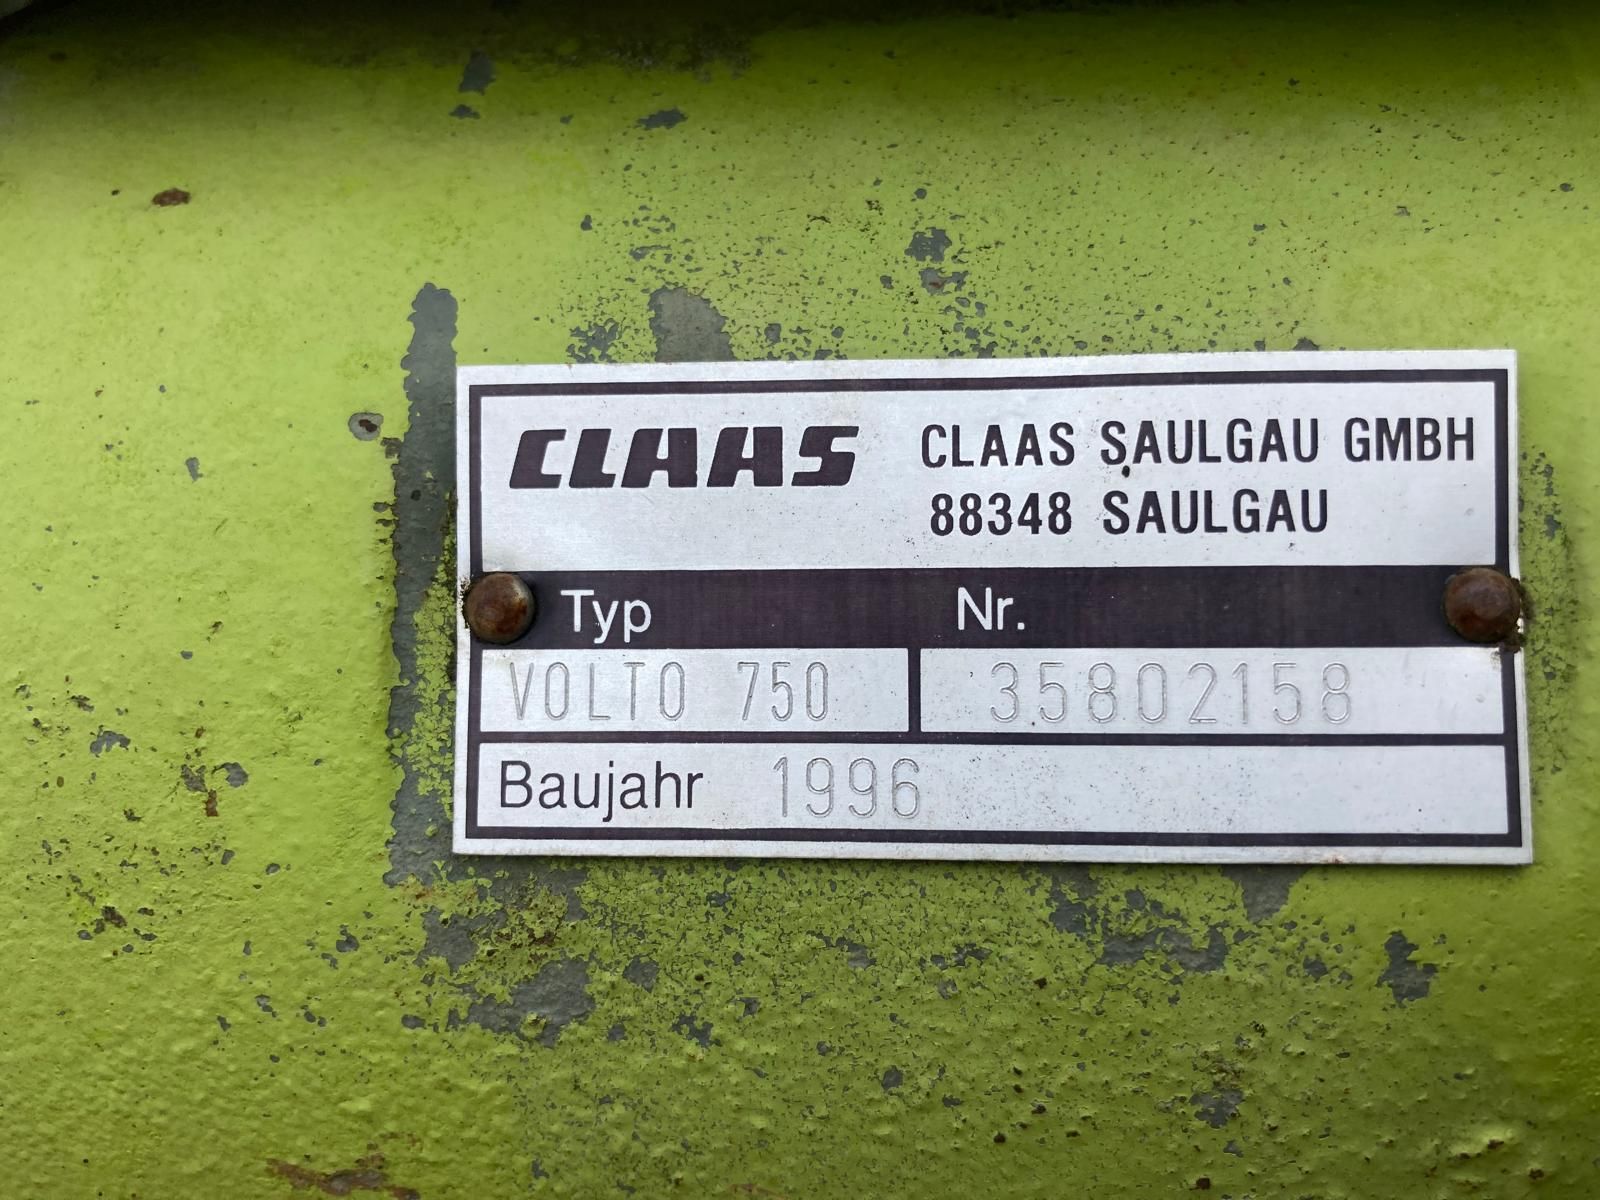 CLAAS
CLAAS SAULGAU GMBH
88348 SAULGAU
Typ Nr.
VOLTO 750 35802158
Baujahr 1996